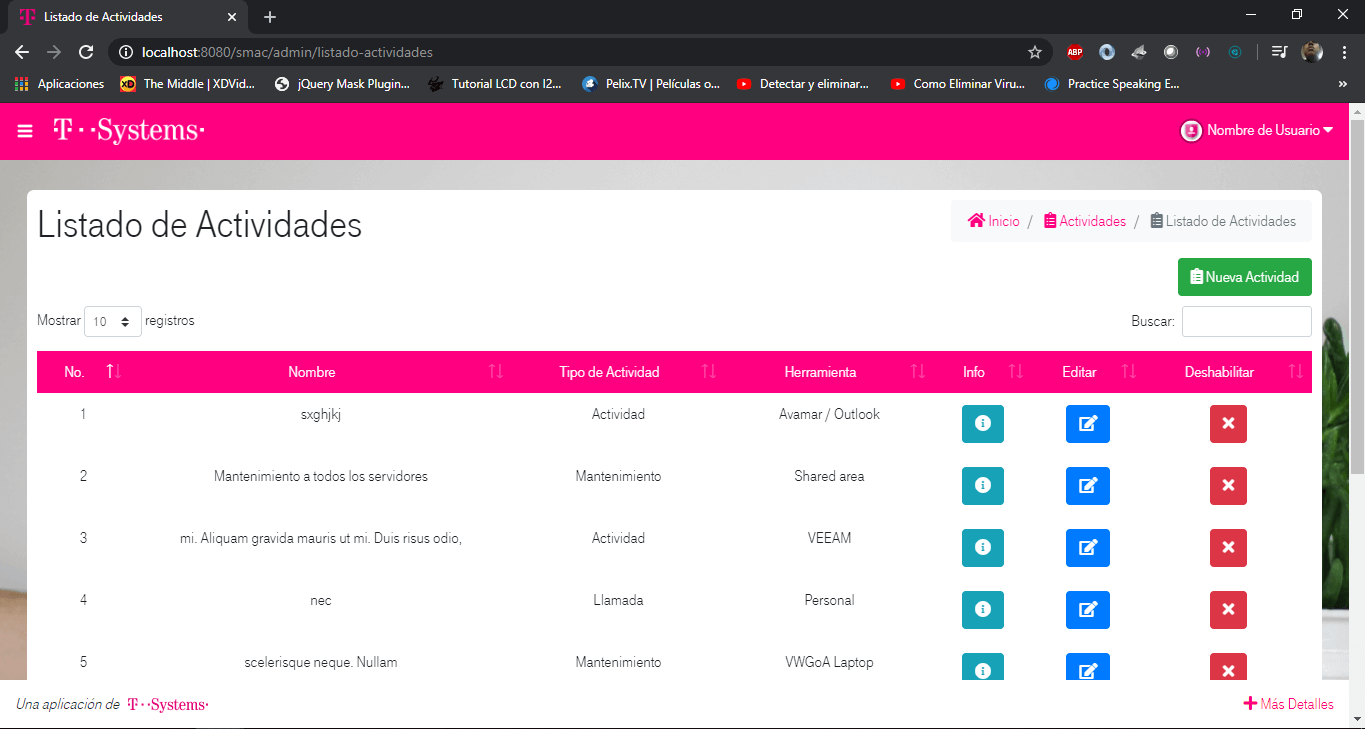 Listado de Actividades
localhost:8080/smac/admin/listado-actividades
ABP
Aplicaciones XD The Middle | XDVid... jQuery Mask Plugin... Tutorial LCD con I2... Pelix.TV | Películas o... Detectar y eliminar... Como Eliminar Viru... Practice Speaking E... »
T··Systems· Nombre de Usuario
Listado de Actividades
Inicio / Actividades / Listado de Actividades
Nueva Actividad
Mostrar 10 registros Buscar:
No. Nombre Tipo de Actividad Herramienta Info Editar Deshabilitar
1 sxghjkj Actividad Avamar / Outlook
2 Mantenimiento a todos los servidores Mantenimiento Shared area
3 mi. Aliquam gravida mauris ut mi. Duis risus odio, Actividad VEEAM
4 nec Llamada Personal
5 scelerisque neque. Nullam Mantenimiento VWGoA Laptop
Una aplicación de T··Systems· Más Detalles